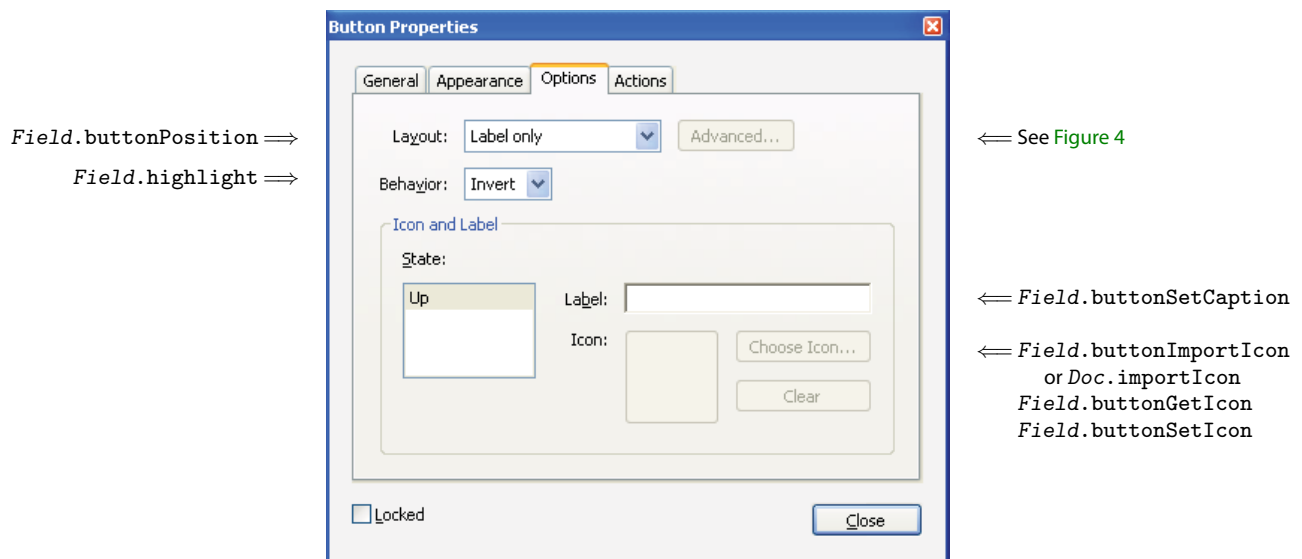 Button Properties
General Appearance Options Actions
Field.buttonPosition ⟹ Layout: Label only Advanced... ⟸ See Figure 4
Field.highlight ⟹ Behavior: Invert
Icon and Label
State:
Up Label: ⟸ Field.buttonSetCaption
Icon: Choose Icon... ⟸ Field.buttonImportIcon
or Doc.importIcon
Clear Field.buttonGetIcon
Field.buttonSetIcon
Locked Close